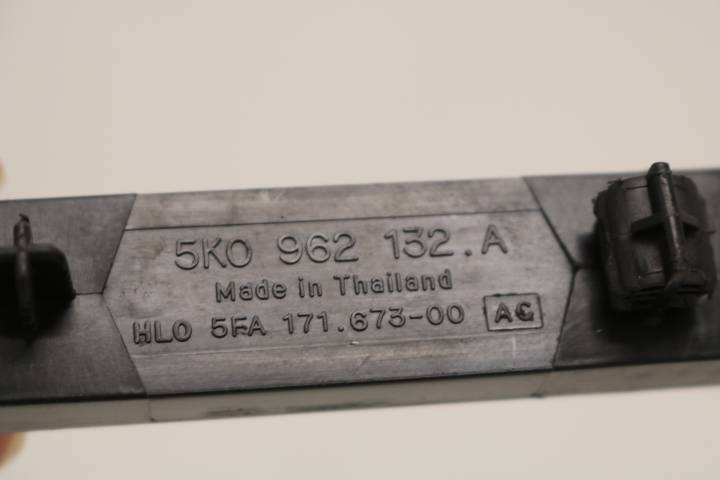 5K0 962 132.A
Made in Thailand
HLO 5FA 171.673-00 AC